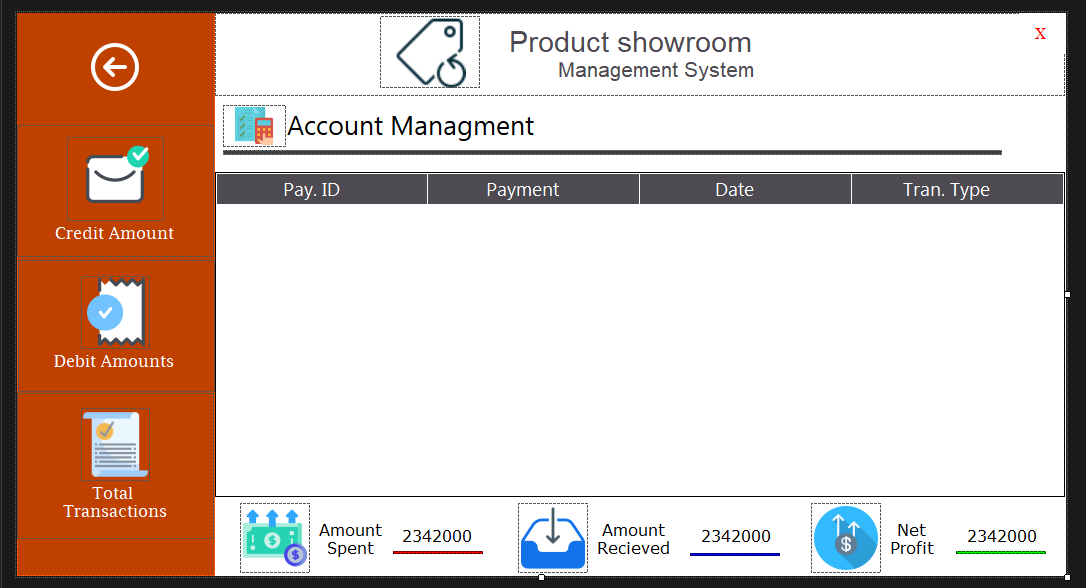 Product showroom
Management System
X
Account Managment
Credit Amount
Debit Amounts
Total
Transactions
Pay. ID
Payment
Date
Tran. Type
Amount
Spent
2342000
Amount
Recieved
2342000
Net
Profit
2342000